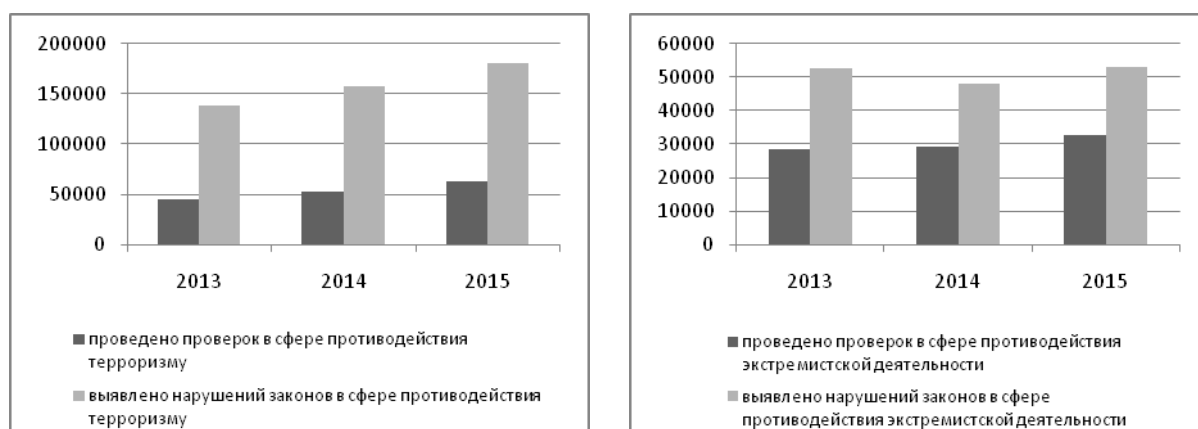 200000
150000
100000
50000
0
2013 2014 2015
проведено проверок в сфере противодействия
терроризму
выявлено нарушений законов в сфере противодействия
терроризму
60000
50000
40000
30000
20000
10000
0
2013 2014 2015
проведено проверок в сфере противодействия
экстремистской деятельности
выявлено нарушений законов в сфере
противодействия экстремистской деятельности